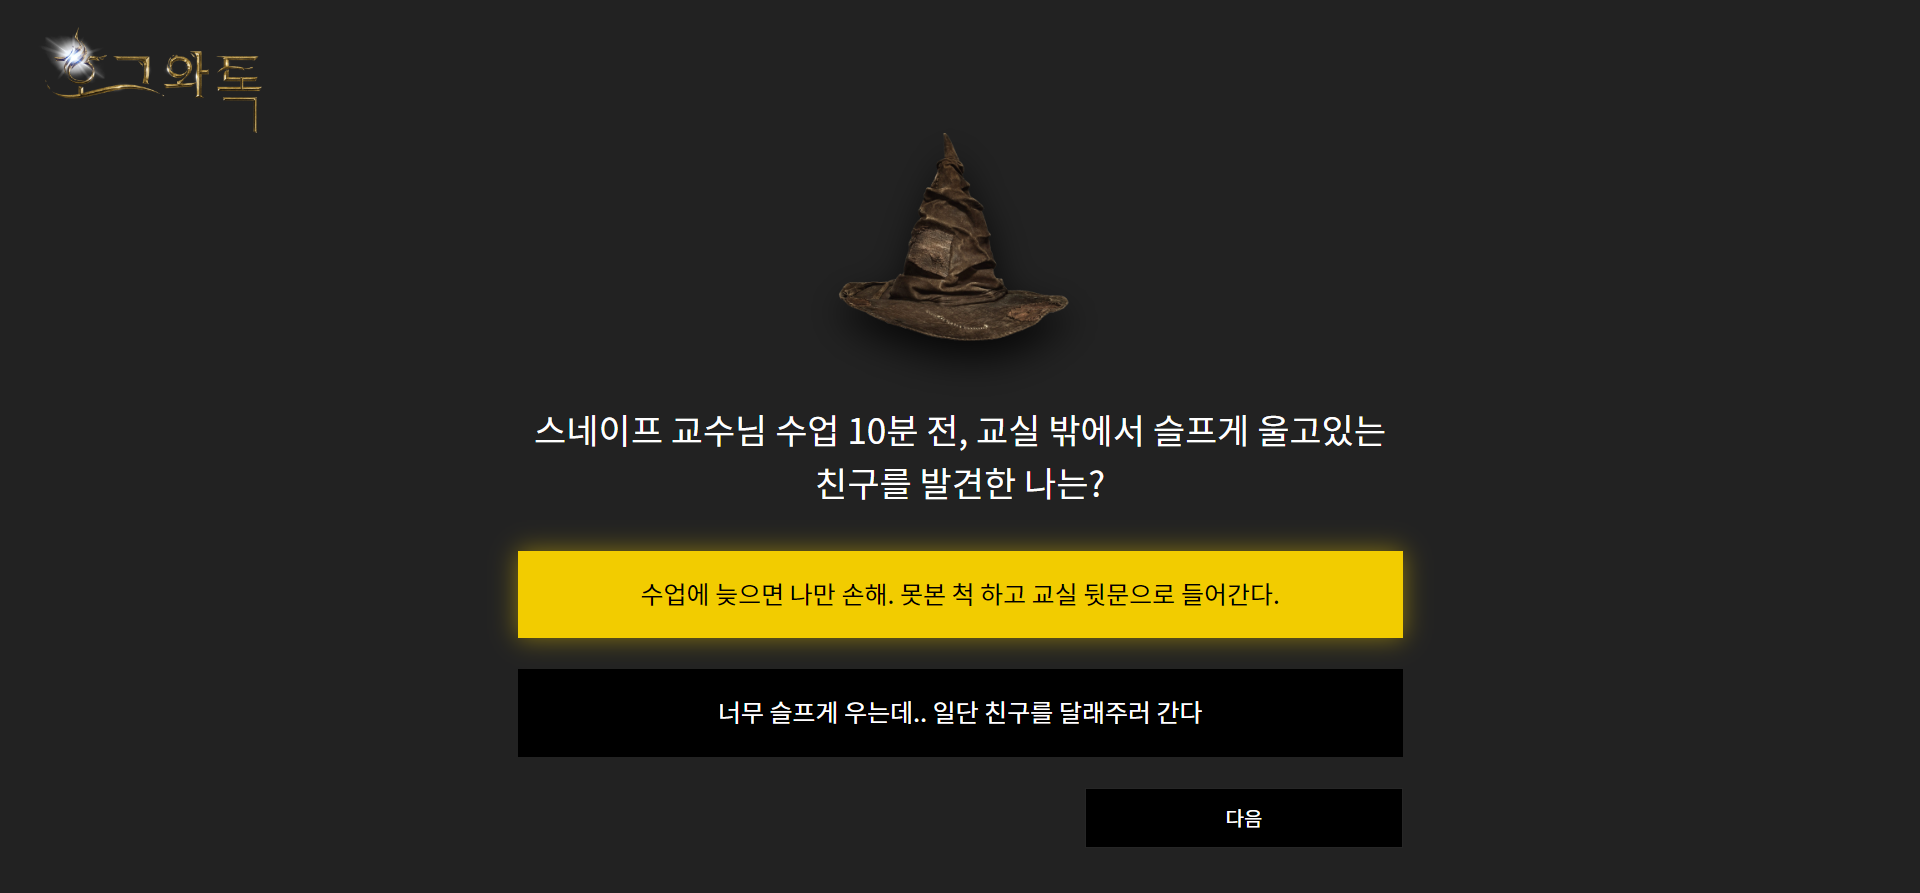 호그와톡
스네이프 교수님 수업 10분 전, 교실 밖에서 슬프게 울고있는
친구를 발견한 나는?
수업에 늦으면 나만 손해. 못본 척 하고 교실 뒷문으로 들어간다.
너무 슬프게 우는데.. 일단 친구를 달래주러 간다
다음